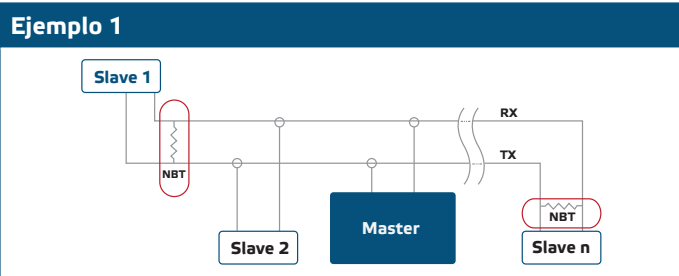 Ejemplo 1
Slave 1
RX
TX
NBT
Master
NBT
Slave 2
Slave n